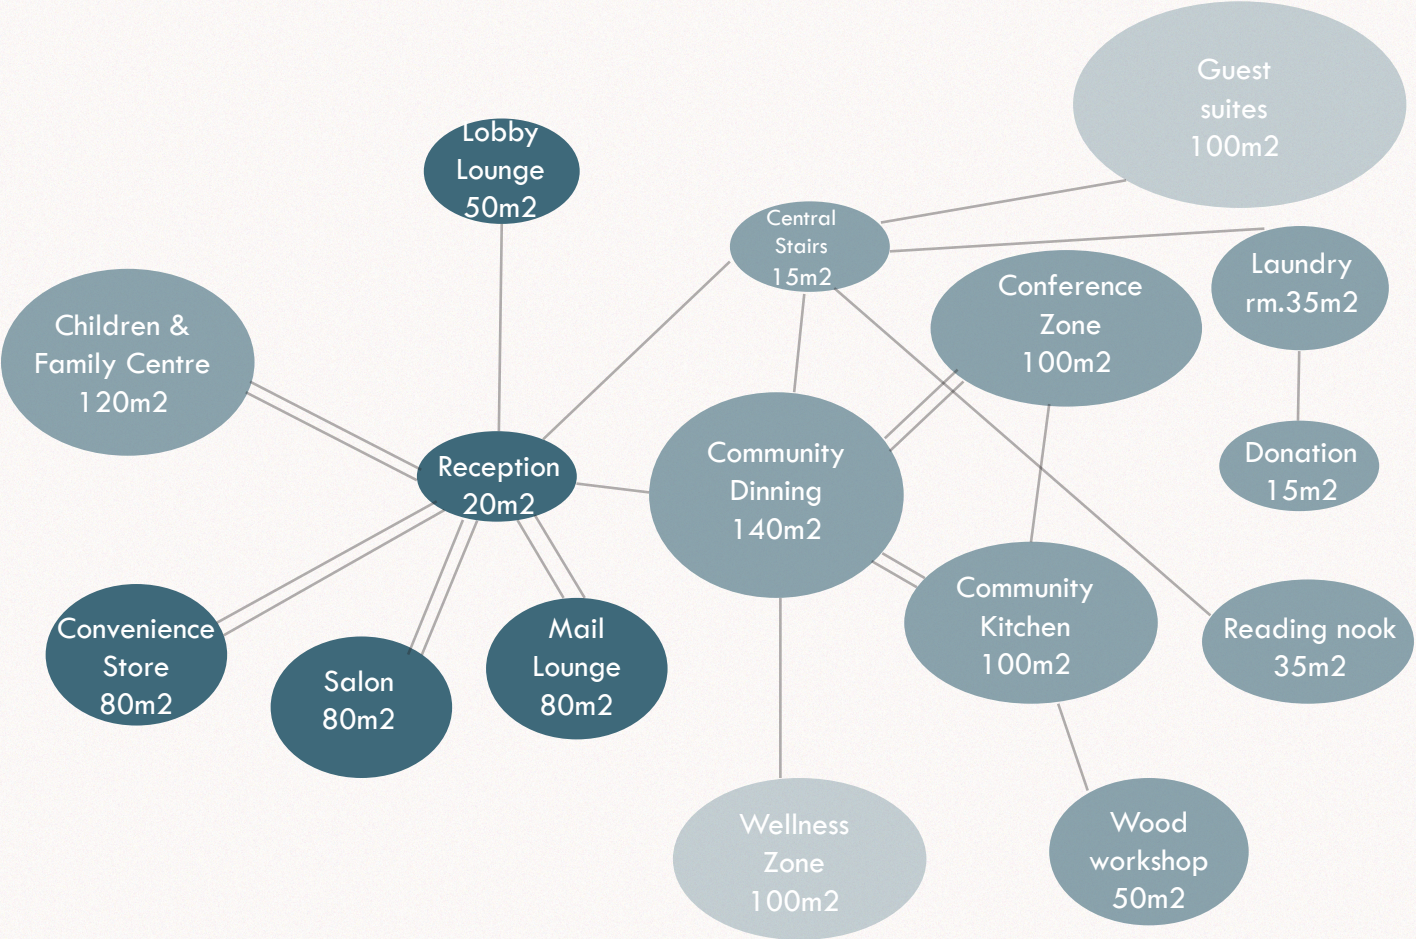 Guest
suites
100m2
Lobby
Lounge
50m2
Central
Stairs
15m2
Laundry
rm.35m2
Conference
Zone
100m2
Children &
Family Centre
120m2
Reception
20m2
Community
Dinning
140m2
Donation
15m2
Convenience
Store
80m2
Salon
80m2
Mail
Lounge
80m2
Community
Kitchen
100m2
Reading nook
35m2
Wellness
Zone
100m2
Wood
workshop
50m2